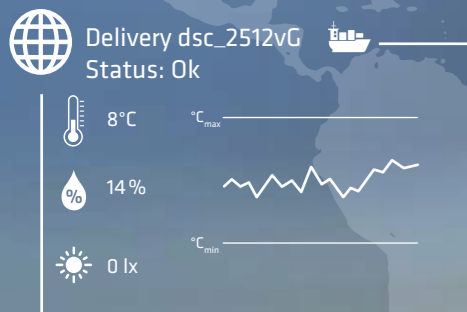 Delivery dsc_2512vG
Status: Ok
8°C
°Cmax
%
14%
°Cmin
0 lx